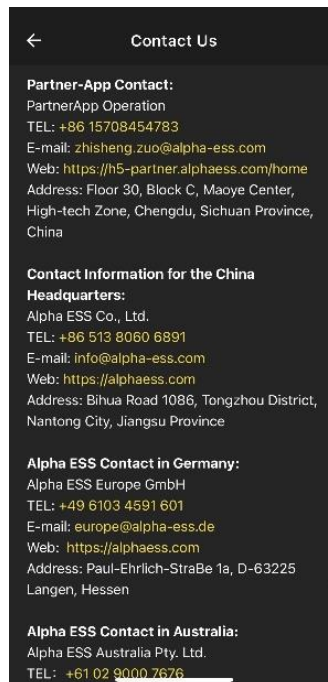 Contact Us
Partner-App Contact:
PartnerApp Operation
TEL: +86 15708454783
E-mail: zhisheng.zuo@alpha-ess.com
Web: https://h5-partner.alphaess.com/home
Address: Floor 30, Block C, Maoye Center,
High-tech Zone, Chengdu, Sichuan Province,
China
Contact Information for the China
Headquarters:
Alpha ESS Co., Ltd.
TEL: +86 513 8060 6891
E-mail: info@alpha-ess.com
Web: https://alphaess.com
Address: Bihua Road 1086, Tongzhou District,
Nantong City, Jiangsu Province
Alpha ESS Contact in Germany:
Alpha ESS Europe GmbH
TEL: +49 6103 4591 601
E-mail: europe@alpha-ess.de
Web: https://alphaess.com
Address: Paul-Ehrlich-StraBe 1a, D-63225
Langen, Hessen
Alpha ESS Contact in Australia:
Alpha ESS Australia Pty. Ltd.
TEL: +61 02 9000 7676